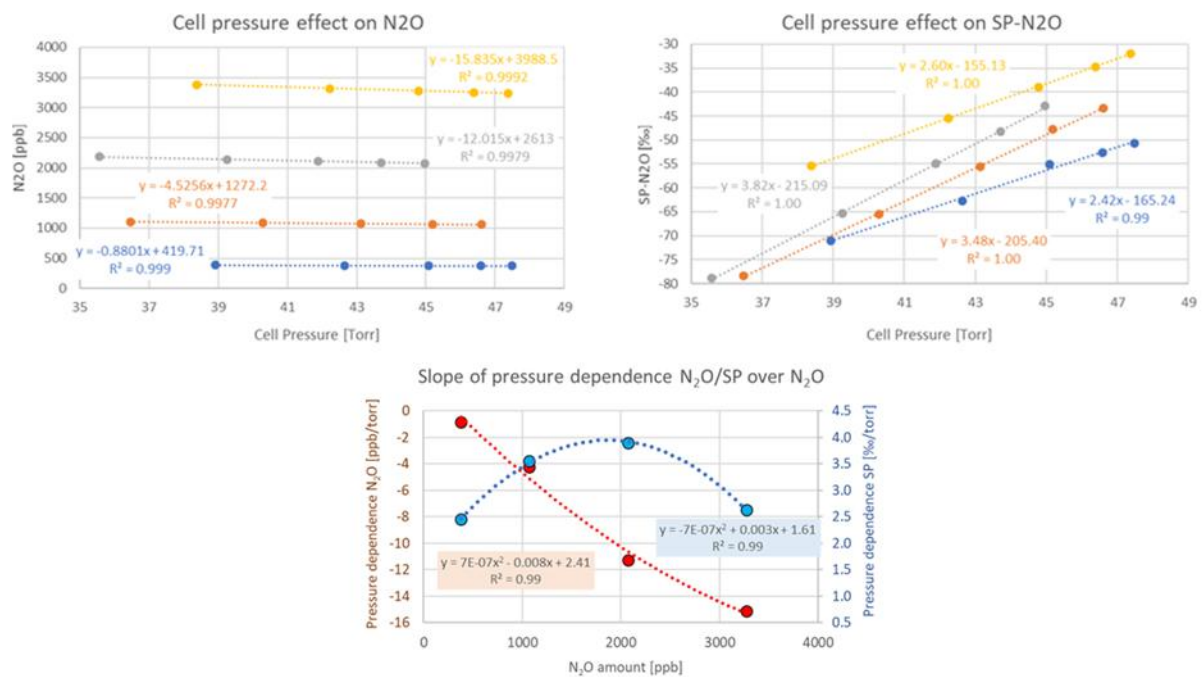 Cell pressure effect on N2O
4000
3500
3000
2500
2000
1500
1000
500
0
N2O [ppb]
y = -15.835x + 3988.5
R² = 0.9992
y = -12.015x + 2613
R² = 0.9979
y = -4.5256x + 1272.2
R² = 0.9977
y = -0.8801x + 419.71
R² = 0.999
35 37 39 41 43 45 47 49
Cell Pressure [Torr]
Cell pressure effect on SP-N2O
-30
-35
-40
-45
-50
-55
-60
-65
-70
-75
-80
SP-N2O [‰]
y = 2.60x - 155.13
R² = 1.00
y = 3.82x - 215.09
R² = 1.00
y = 2.42x - 165.24
R² = 0.99
y = 3.48x - 205.40
R² = 1.00
35 37 39 41 43 45 47 49
Cell Pressure [Torr]
Slope of pressure dependence N₂O/SP over N₂O
Pressure dependence N₂O [ppb/torr]
0
-2
-4
-6
-8
-10
-12
-14
-16
y = 7E-07x² - 0.008x + 2.41
R² = 0.99
y = -7E-07x² + 0.003x + 1.61
R² = 0.99
4.5
4.0
3.5
3.0
2.5
2.0
1.5
1.0
0.5
Pressure dependence SP [‰/torr]
0 1000 2000 3000 4000
N₂O amount [ppb]